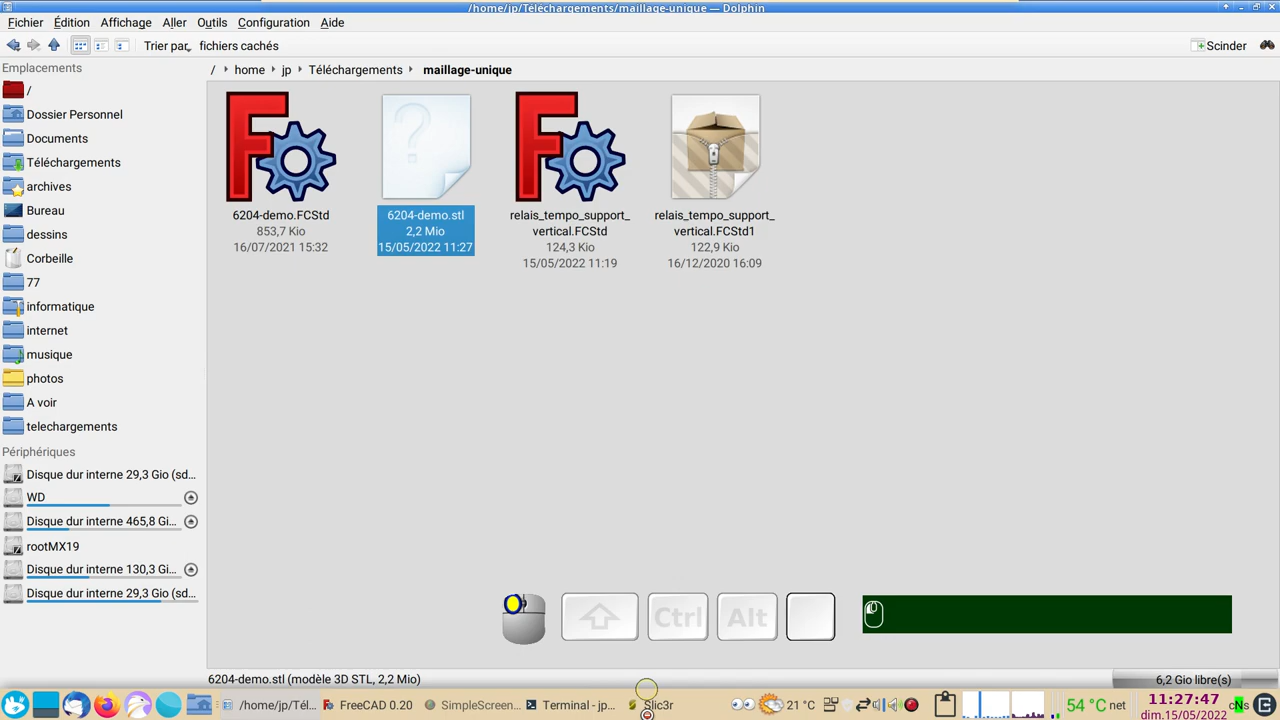 /home/jp/Téléchargements/maillage-unique — Dolphin
Fichier Édition Affichage Aller Outils Configuration Aide
Trier par fichiers cachés Scinder
Emplacements
/ home jp Téléchargements maillage-unique
/
Dossier Personnel
Documents
Téléchargements
archives
Bureau
dessins
Corbeille
77
informatique
internet
musique
photos
A voir
telechargements
Périphériques
Disque dur interne 29,3 Gio (sd...
WD
Disque dur interne 465,8 Gi...
rootMX19
Disque dur interne 130,3 Gi...
Disque dur interne 29,3 Gio (sd...
6204-demo.FCStd
853,7 Kio
16/07/2021 15:32
6204-demo.stl
2,2 Mio
15/05/2022 11:27
relais_tempo_support_
vertical.FCStd
124,3 Kio
15/05/2022 11:19
relais_tempo_support_
vertical.FCStd1
122,9 Kio
16/12/2020 16:09
Ctrl Alt
6204-demo.stl (modèle 3D STL, 2,2 Mio) 6,2 Gio libre(s)
/home/jp/Tél... FreeCAD 0.20 SimpleScreen... Terminal - jp... Slic3r 21 °C 54 °C net 11:27:47
dim.15/05/2022